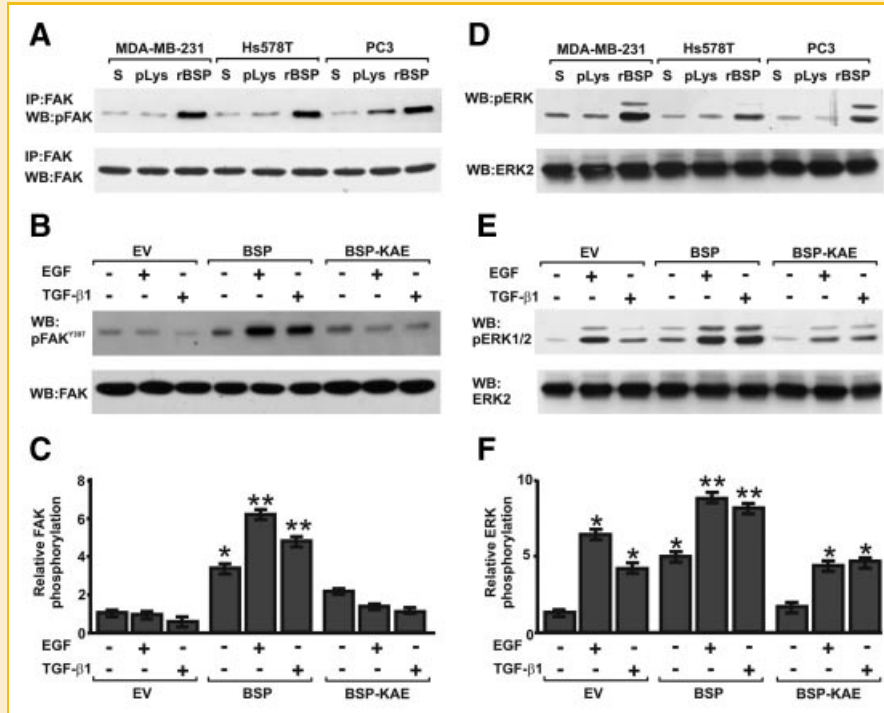 A
MDA-MB-231 Hs578T PC3
S pLys rBSP S pLys rBSP S pLys rBSP
IP:FAK
WB:pFAK
IP:FAK
WB:FAK
B
EV BSP BSP-KAE
EGF - + - - + - - + -
TGF-β1 - - + - - + - - +
WB:
pFAK^Y397
WB:FAK
C
Relative FAK
phosphorylation
8
6
4
2
0
* ** **
EGF - + - - + - - + -
TGF-β1 - - + - - + - - +
EV BSP BSP-KAE
D
MDA-MB-231 Hs578T PC3
S pLys rBSP S pLys rBSP S pLys rBSP
WB:pERK
WB:ERK2
E
EV BSP BSP-KAE
EGF - + - - + - - + -
TGF-β1 - - + - - + - - +
WB:
pERK1/2
WB:
ERK2
F
Relative ERK
phosphorylation
10
5
0
* * * ** ** * *
EGF - + - - + - - + -
TGF-β1 - - + - - + - - +
EV BSP BSP-KAE